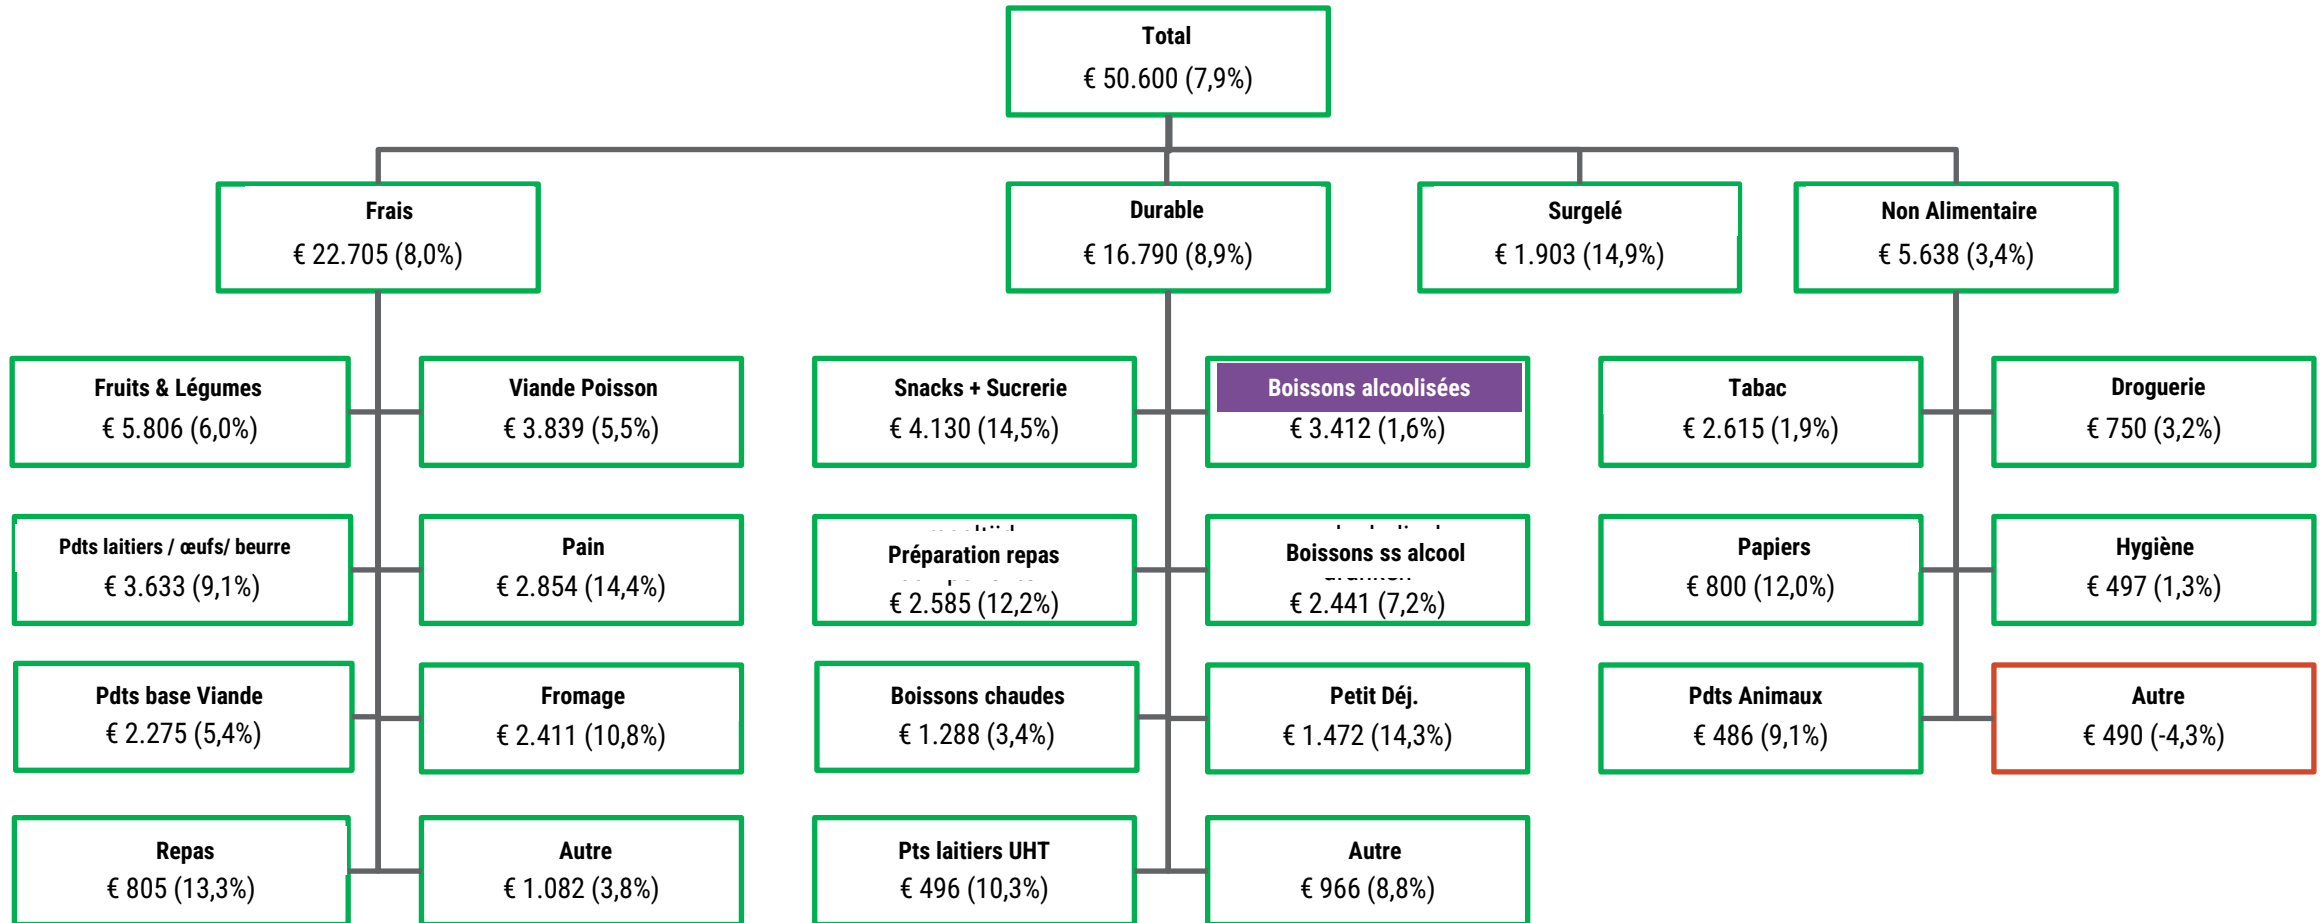 Total
€ 50.600 (7,9%)
Frais
€ 22.705 (8,0%)
Durable
€ 16.790 (8,9%)
Surgelé
€ 1.903 (14,9%)
Non Alimentaire
€ 5.638 (3,4%)
Fruits & Légumes
€ 5.806 (6,0%)
Viande Poisson
€ 3.839 (5,5%)
Snacks + Sucrerie
€ 4.130 (14,5%)
Boissons alcoolisées
€ 3.412 (1,6%)
Tabac
€ 2.615 (1,9%)
Droguerie
€ 750 (3,2%)
Pdts laitiers / œufs/ beurre
€ 3.633 (9,1%)
Pain
€ 2.854 (14,4%)
Préparation repas
€ 2.585 (12,2%)
Boissons ss alcool
€ 2.441 (7,2%)
Papiers
€ 800 (12,0%)
Hygiène
€ 497 (1,3%)
Pdts base Viande
€ 2.275 (5,4%)
Fromage
€ 2.411 (10,8%)
Boissons chaudes
€ 1.288 (3,4%)
Petit Déj.
€ 1.472 (14,3%)
Pdts Animaux
€ 486 (9,1%)
Autre
€ 490 (-4,3%)
Repas
€ 805 (13,3%)
Autre
€ 1.082 (3,8%)
Pts laitiers UHT
€ 496 (10,3%)
Autre
€ 966 (8,8%)